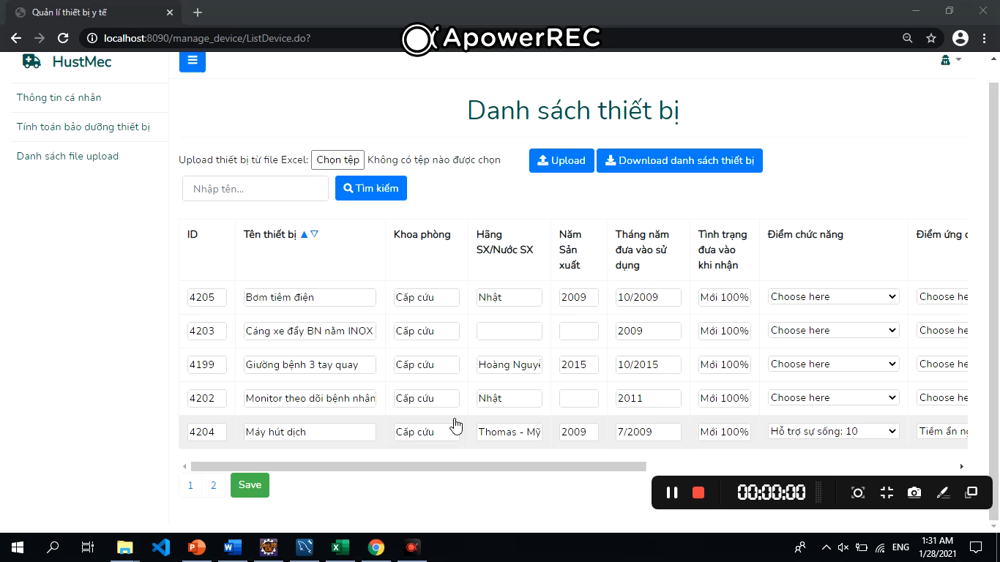 Quản lí thiết bị y tế
localhost:8090/manage_device/ListDevice.do?
ApowerREC
HustMec
Thông tin cá nhân
Tính toán bảo dưỡng thiết bị
Danh sách file upload
Danh sách thiết bị
Upload thiết bị từ file Excel: Chọn tệp Không có tệp nào được chọn Upload Download danh sách thiết bị
Nhập tên... Tìm kiếm
ID Tên thiết bị Khoa phòng Hãng SX/Nước SX Năm Sản xuất Tháng năm đưa vào sử dụng Tình trạng đưa vào khi nhận Điểm chức năng Điểm ứng
4205 Bơm tiêm điện Cấp cứu Nhật 2009 10/2009 Mới 100% Choose here Choose
4203 Cáng xe đẩy BN nằm INOX Cấp cứu 2009 Mới 100% Choose here Choose
4199 Giường bệnh 3 tay quay Cấp cứu Hoàng 2015 10/2015 Mới 100% Choose here Choose
4202 Monitor theo dõi bệnh nhân Cấp cứu Nhật 2011 Mới 100% Choose here Choose
4204 Máy hút dịch Cấp cứu Thomas - Mỹ 2009 7/2009 Mới 100% Hỗ trợ sự sống: 10 Tiềm ẩn
1 2 Save
00:00:00
ENG
1:31 AM
1/28/2021